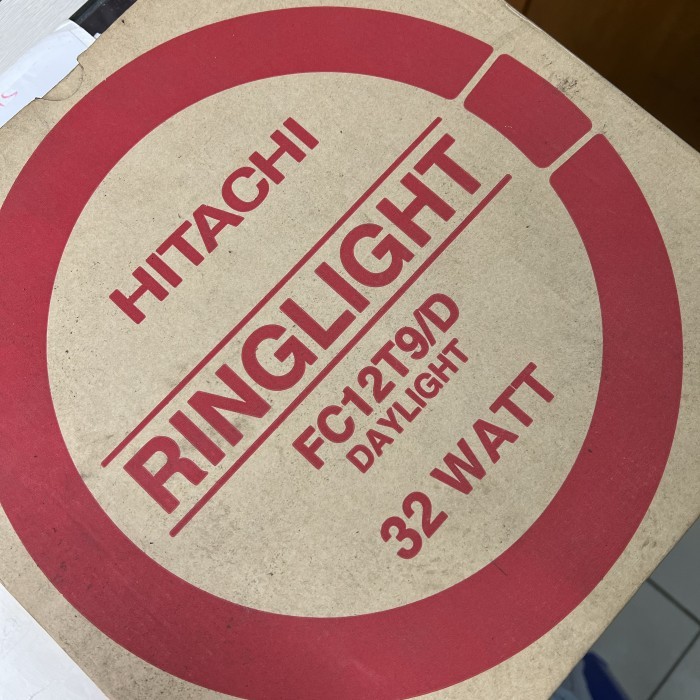 HITACHI
RINGLIGHT
FC12T9/D
DAYLIGHT
32 WATT